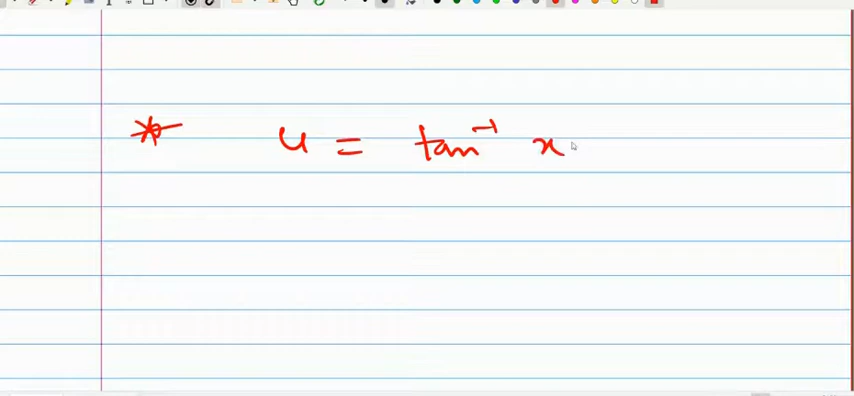 * u = tan⁻¹ x